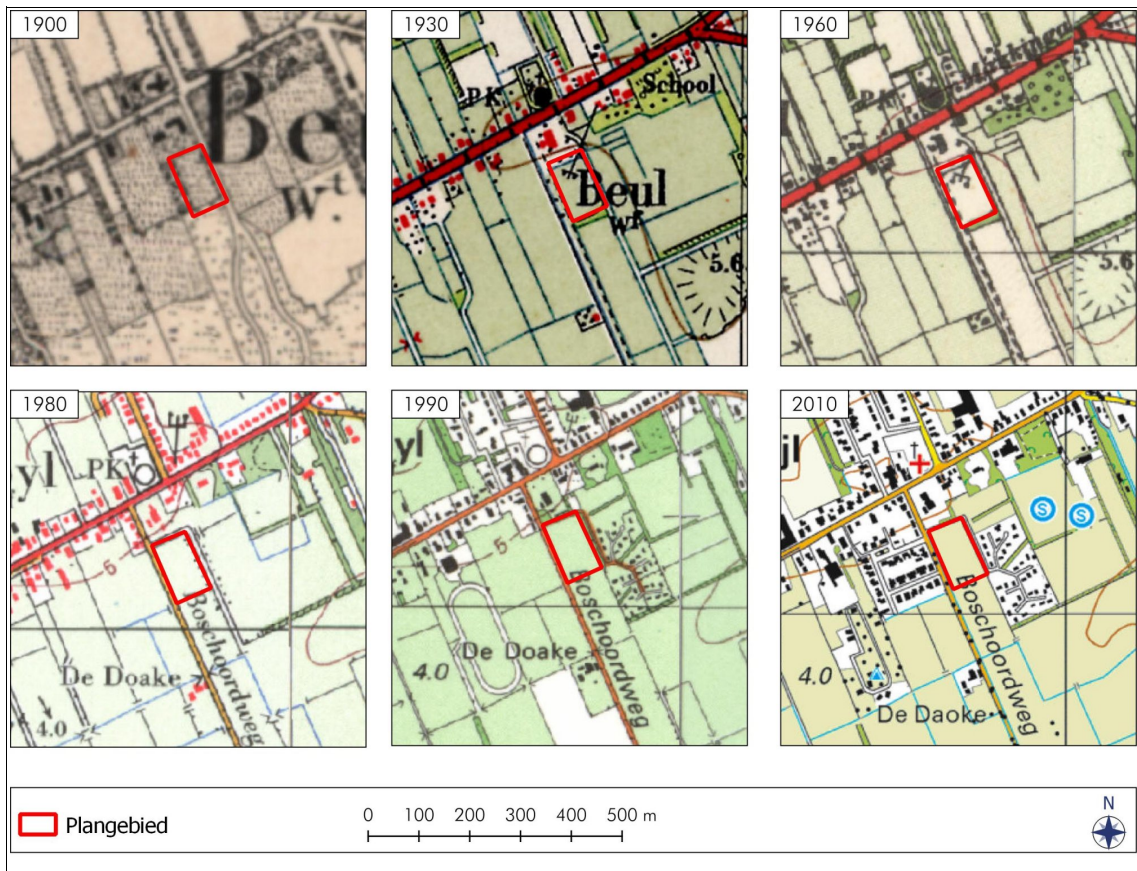 1900
Be
W.t
1930
P.K.
School
Beul
wf
5.6
1960
P.K.
5.6
1980
yl
PK
5
Boschoordweg
De Doake
4.0
1990
yl
5
Boschoordweg
De Doake
4.0
2010
jl
S
S
Boschoordweg
4.0
De Daoke
Plangebied
0 100 200 300 400 500 m
N